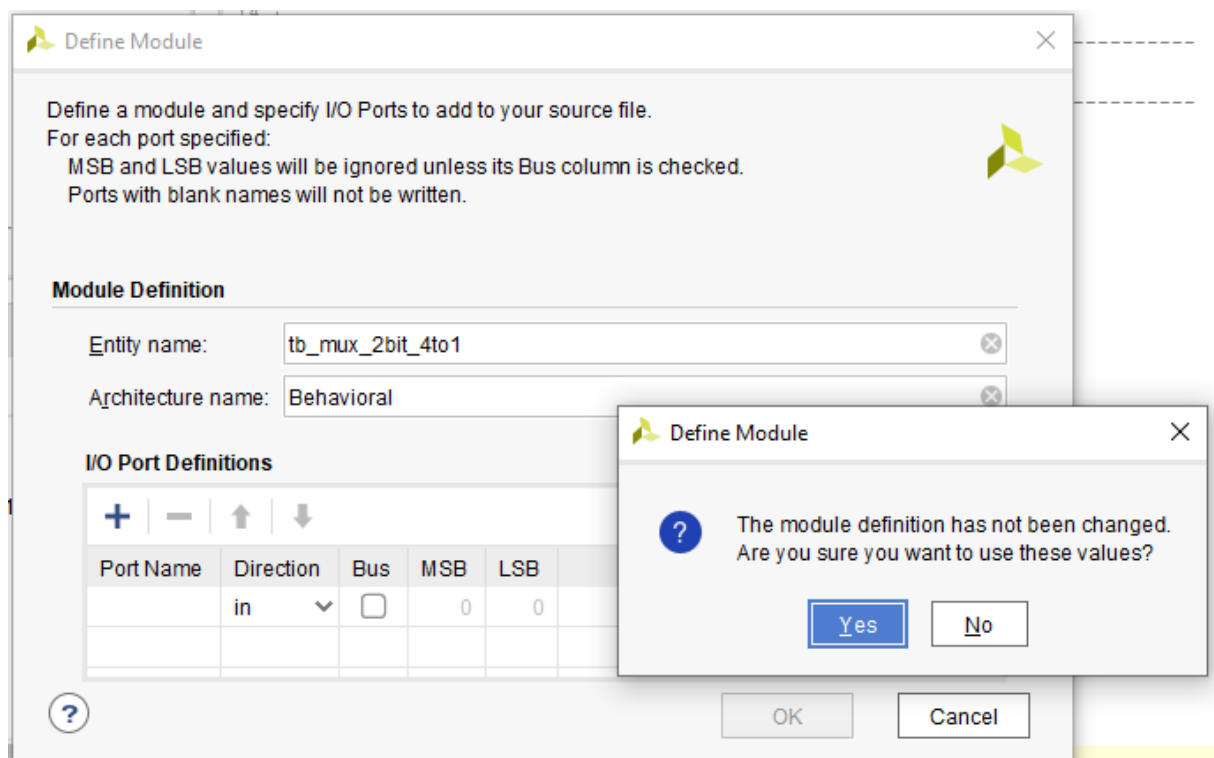 Define Module
Define a module and specify I/O Ports to add to your source file.
For each port specified:
MSB and LSB values will be ignored unless its Bus column is checked.
Ports with blank names will not be written.
Module Definition
Entity name:
tb_mux_2bit_4to1
Architecture name:
Behavioral
I/O Port Definitions
Port Name Direction Bus MSB LSB
in 0 0
? OK Cancel
Define Module
? The module definition has not been changed.
Are you sure you want to use these values?
Yes No